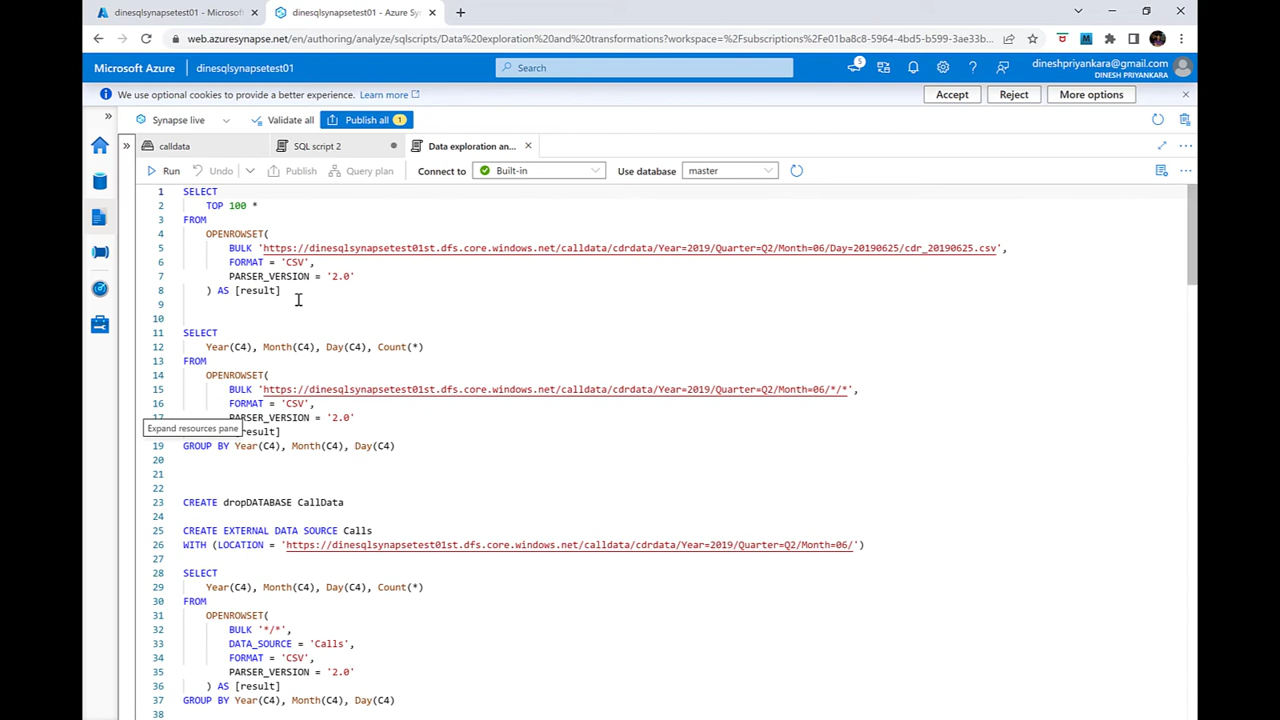 dinesqlsynapsetest01 - Microsof
dinesqlsynapsetest01 - Azure Sy
web.azuresynapse.net/en/authoring/analyze/sqlscripts/Data%20exploration%20and%20transformations?workspace=%2Fsubscriptions%2Fe01ba8c8-5964-4bd5-b599-3ae33b...
Microsoft Azure
dinesqlsynapsetest01
Search
5
dineshpriyankara@gmail.com
DINESH PRIYANKARA
We use optional cookies to provide a better experience. Learn more
Accept
Reject
More options
Synapse live
Validate all
Publish all 1
calldata
SQL script 2
Data exploration an...
Run
Undo
Publish
Query plan
Connect to
Built-in
Use database
master
1 SELECT
2 TOP 100 *
3 FROM
4 OPENROWSET(
5 BULK 'https://dinesqlsynapsetest01st.dfs.core.windows.net/calldata/cdrdata/Year=2019/Quarter=Q2/Month=06/Day=20190625/cdr_20190625.csv',
6 FORMAT = 'CSV',
7 PARSER_VERSION = '2.0'
8 ) AS [result]
9
10
11 SELECT
12 Year(C4), Month(C4), Day(C4), Count(*)
13 FROM
14 OPENROWSET(
15 BULK 'https://dinesqlsynapsetest01st.dfs.core.windows.net/calldata/cdrdata/Year=2019/Quarter=Q2/Month=06/*/*',
16 FORMAT = 'CSV',
17 PARSER_VERSION = '2.0'
Expand resources pane
[result]
19 GROUP BY Year(C4), Month(C4), Day(C4)
20
21
22
23 CREATE dropDATABASE CallData
24
25 CREATE EXTERNAL DATA SOURCE Calls
26 WITH (LOCATION = 'https://dinesqlsynapsetest01st.dfs.core.windows.net/calldata/cdrdata/Year=2019/Quarter=Q2/Month=06/')
27
28 SELECT
29 Year(C4), Month(C4), Day(C4), Count(*)
30 FROM
31 OPENROWSET(
32 BULK '*/*',
33 DATA_SOURCE = 'Calls',
34 FORMAT = 'CSV',
35 PARSER_VERSION = '2.0'
36 ) AS [result]
37 GROUP BY Year(C4), Month(C4), Day(C4)
38